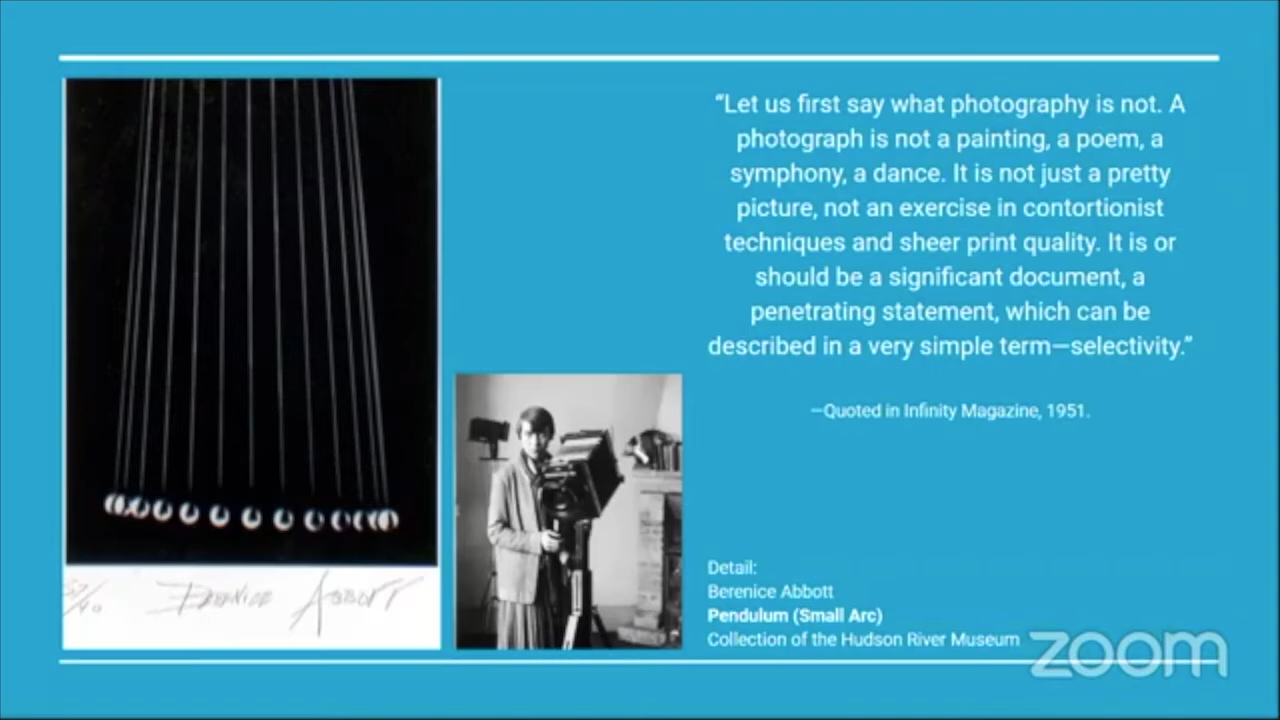 “Let us first say what photography is not. A
photograph is not a painting, a poem, a
symphony, a dance. It is not just a pretty
picture, not an exercise in contortionist
techniques and sheer print quality. It is or
should be a significant document, a
penetrating statement, which can be
described in a very simple term—selectivity.”
—Quoted in Infinity Magazine, 1951.
Berenice Abbott
Detail:
Berenice Abbott
Pendulum (Small Arc)
Collection of the Hudson River Museum
zoom